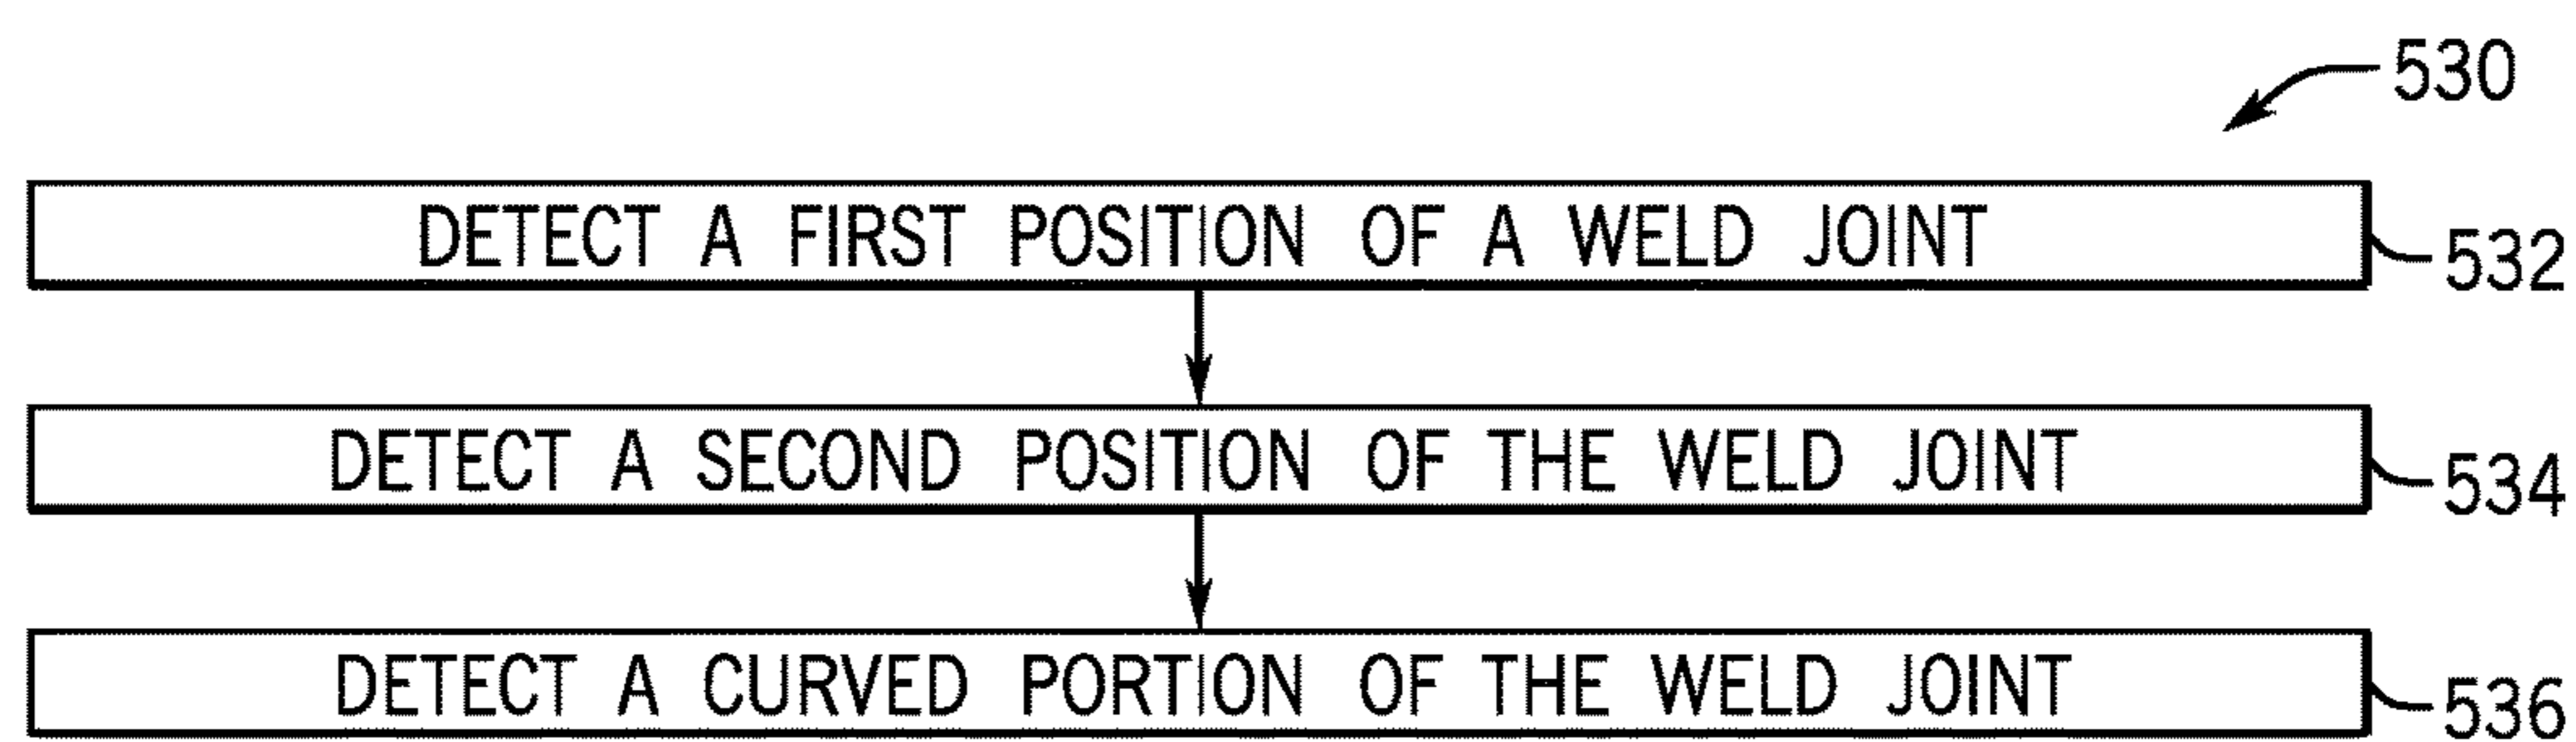 530
DETECT A FIRST POSITION OF A WELD JOINT
532
DETECT A SECOND POSITION OF THE WELD JOINT
534
DETECT A CURVED PORTION OF THE WELD JOINT
536